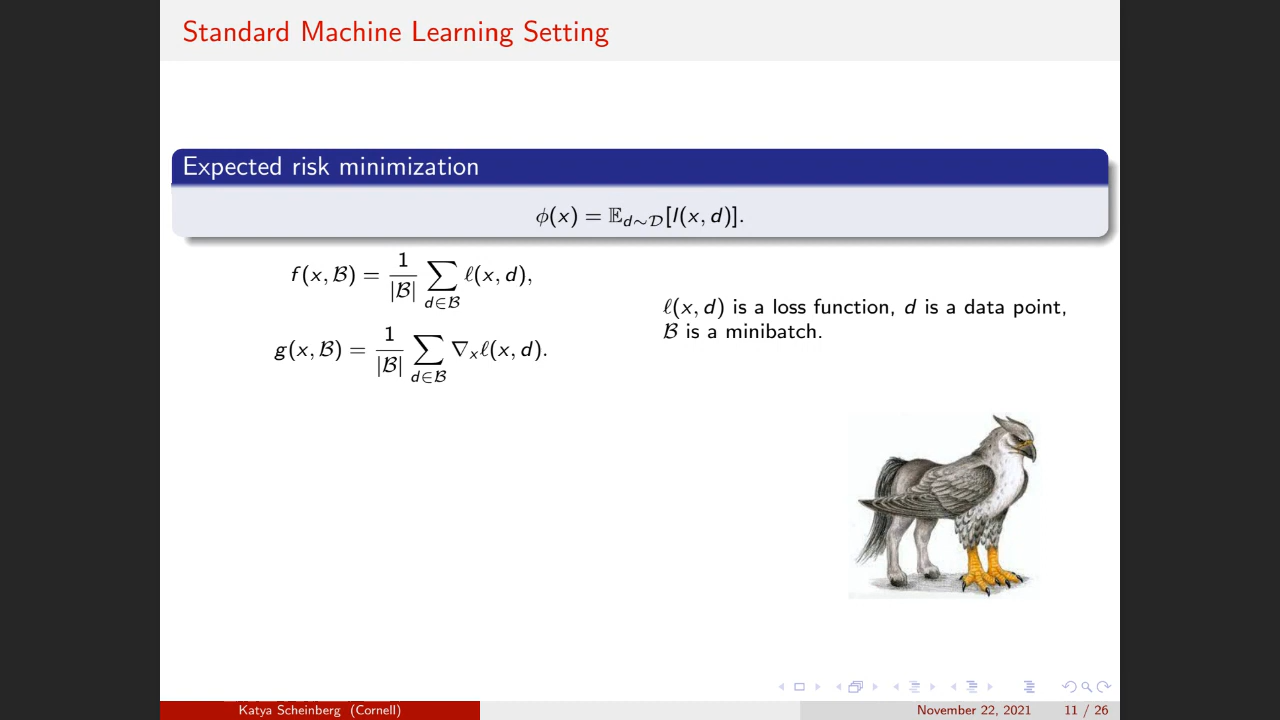 Standard Machine Learning Setting
Expected risk minimization
ϕ(x) = 𝔼_{d∼𝒟}[l(x, d)].
f(x, ℬ) = 1/|ℬ| ∑_{d∈ℬ} ℓ(x, d),
g(x, ℬ) = 1/|ℬ| ∑_{d∈ℬ} ∇ₓℓ(x, d).
ℓ(x, d) is a loss function, d is a data point,
ℬ is a minibatch.
Katya Scheinberg (Cornell)
November 22, 2021
11 / 26